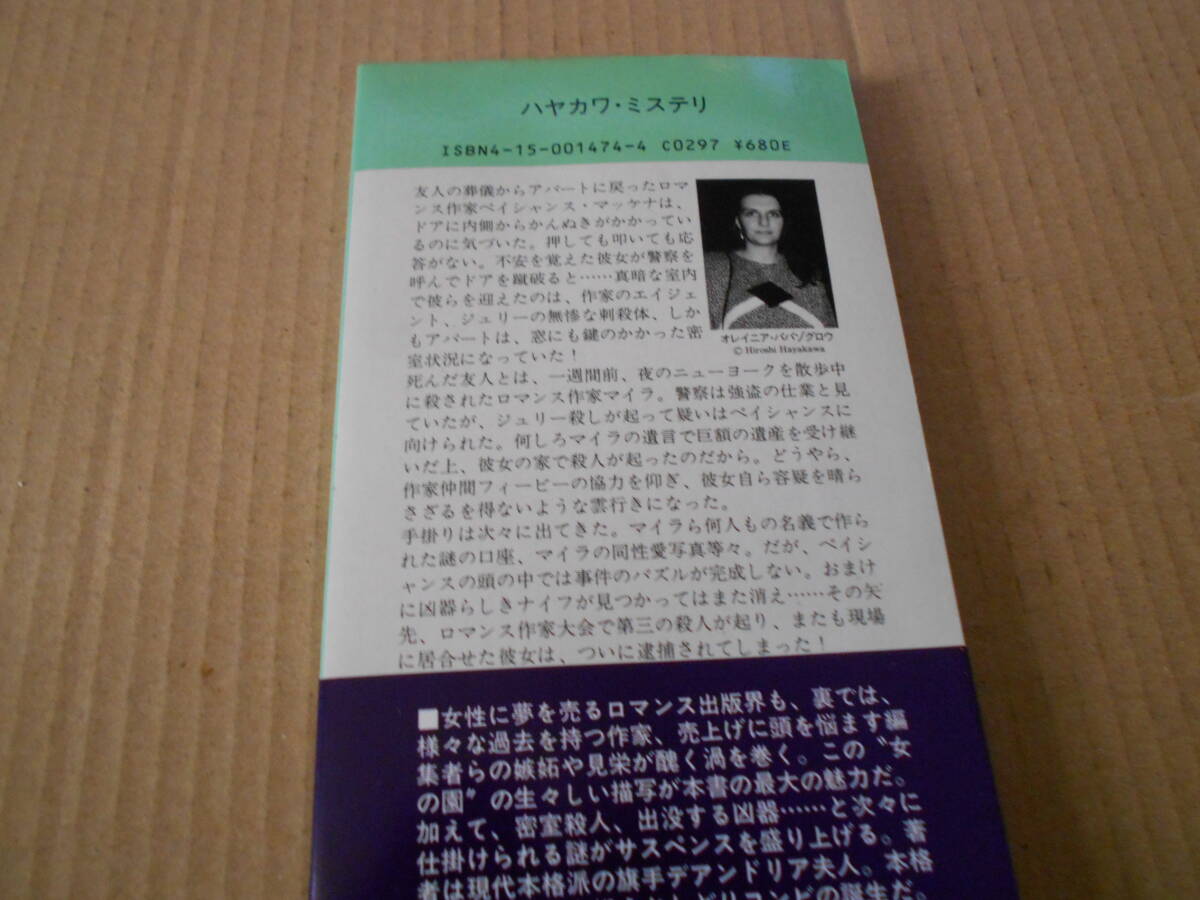 ハヤカワ・ミステリ
ISBN4-15-001474-4 C0297 ¥680E
友人の葬儀からアパートに戻ったロマ
ンス作家ペイシャンス・マッケナは、
ドアに内側からかんぬきがかかってい
るのに気づいた。押しても叩いても応
答がない。不安を覚えた彼女が警察を
呼んでドアを蹴破ると……真暗な室内
で彼らを迎えたのは、作家のエイジェ
ント、ジュリーの無惨な刺殺体、しか
もアパートは、窓にも鍵のかかった密
室状況になっていた！
オレイニア・パパゾグロウ
© Hiroshi Hayakawa
死んだ友人とは、一週間前、夜のニューヨークを散歩中
に殺されたロマンス作家マイラ。警察は強盗の仕業と見
ていたが、ジュリー殺しが起って疑いはペイシャンスに
向けられた。何しろマイラの遺言で巨額の遺産を受け継
いだ上、彼女の家で殺人が起ったのだから。どうやら、
作家仲間フィービーの協力を仰ぎ、彼女自ら容疑を晴ら
さざるを得ないような雲行きになった。
手掛りは次々に出てきた。マイラら何人もの名義で作ら
れた謎の口座、マイラの同性愛写真等々。だが、ペイシ
ャンスの頭の中では事件のパズルが完成しない。おまけ
に凶器らしきナイフが見つかってはまた消え……その矢
先、ロマンス作家大会で第三の殺人が起り、またも現場
に居合せた彼女は、ついに逮捕されてしまった！
■女性に夢を売るロマンス出版界も、裏では、
様々な過去を持つ作家、売上げに頭を悩ます編
集者らの嫉妬や見栄が醜く渦を巻く。この〝女
の園〟の生々しい描写が本書の最大の魅力だ。
加えて、密室殺人、出没する凶器……と次々に
仕掛けられる謎がサスペンスを盛り上げる。著
者は現代本格派の旗手デアンドリア夫人。本格
コンビの誕生だ。